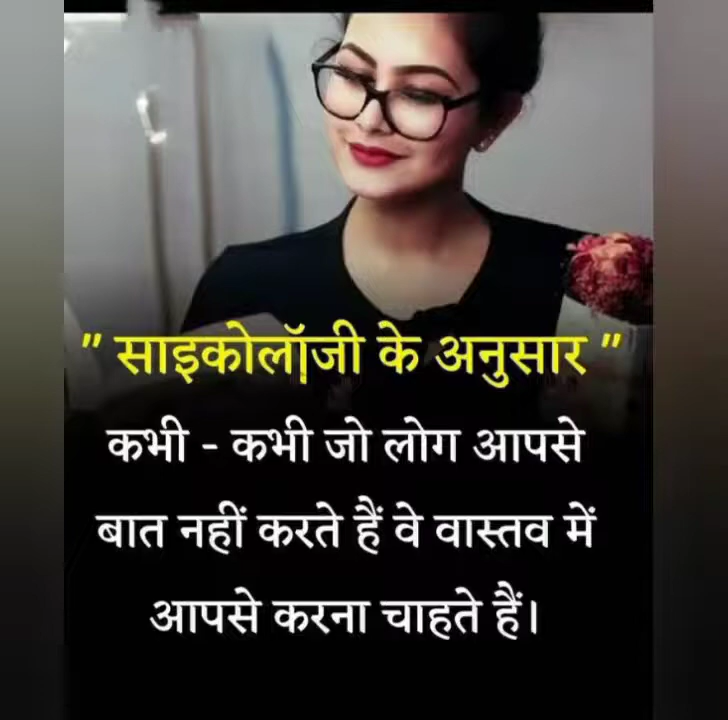 " साइकोलॉजी के अनुसार "
कभी - कभी जो लोग आपसे
बात नहीं करते हैं वे वास्तव में
आपसे करना चाहते हैं।